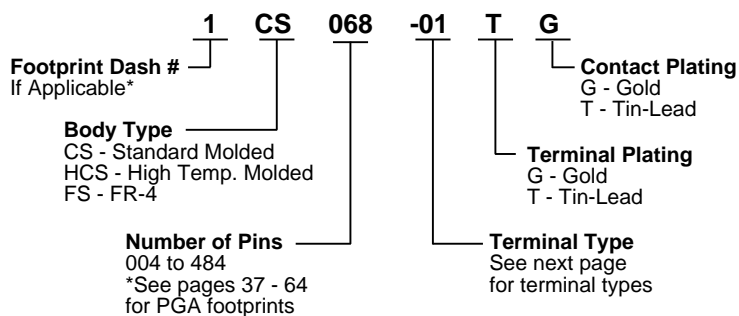 1 CS 068 -01 T G
Footprint Dash #
If Applicable*
Contact Plating
G - Gold
T - Tin-Lead
Body Type
CS - Standard Molded
HCS - High Temp. Molded
FS - FR-4
Terminal Plating
G - Gold
T - Tin-Lead
Number of Pins
004 to 484
*See pages 37 - 64
for PGA footprints
Terminal Type
See next page
for terminal types